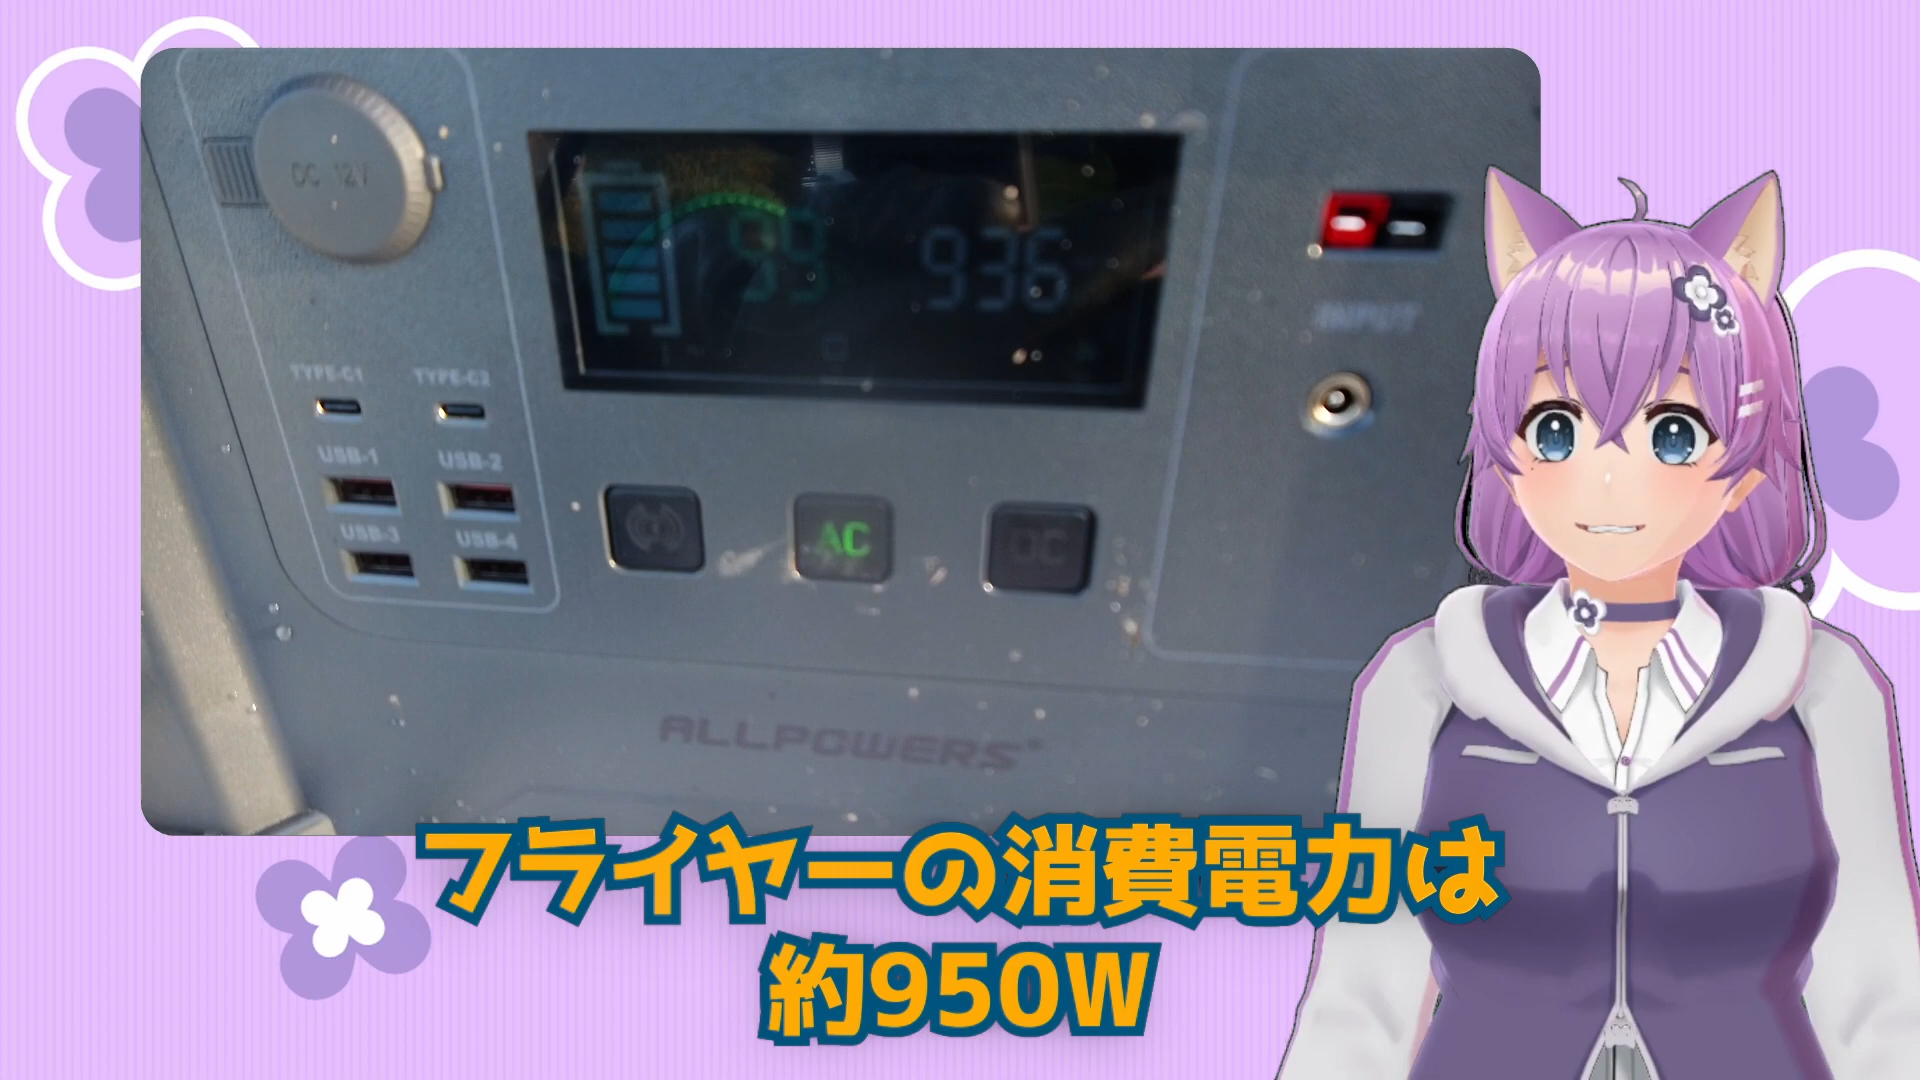 DC 12V
99
936
INPUT
TYPE-C1
TYPE-C2
USB-1
USB-2
USB-3
USB-4
AC
DC
ALLPOWERS
フライヤーの消費電力は
約950W